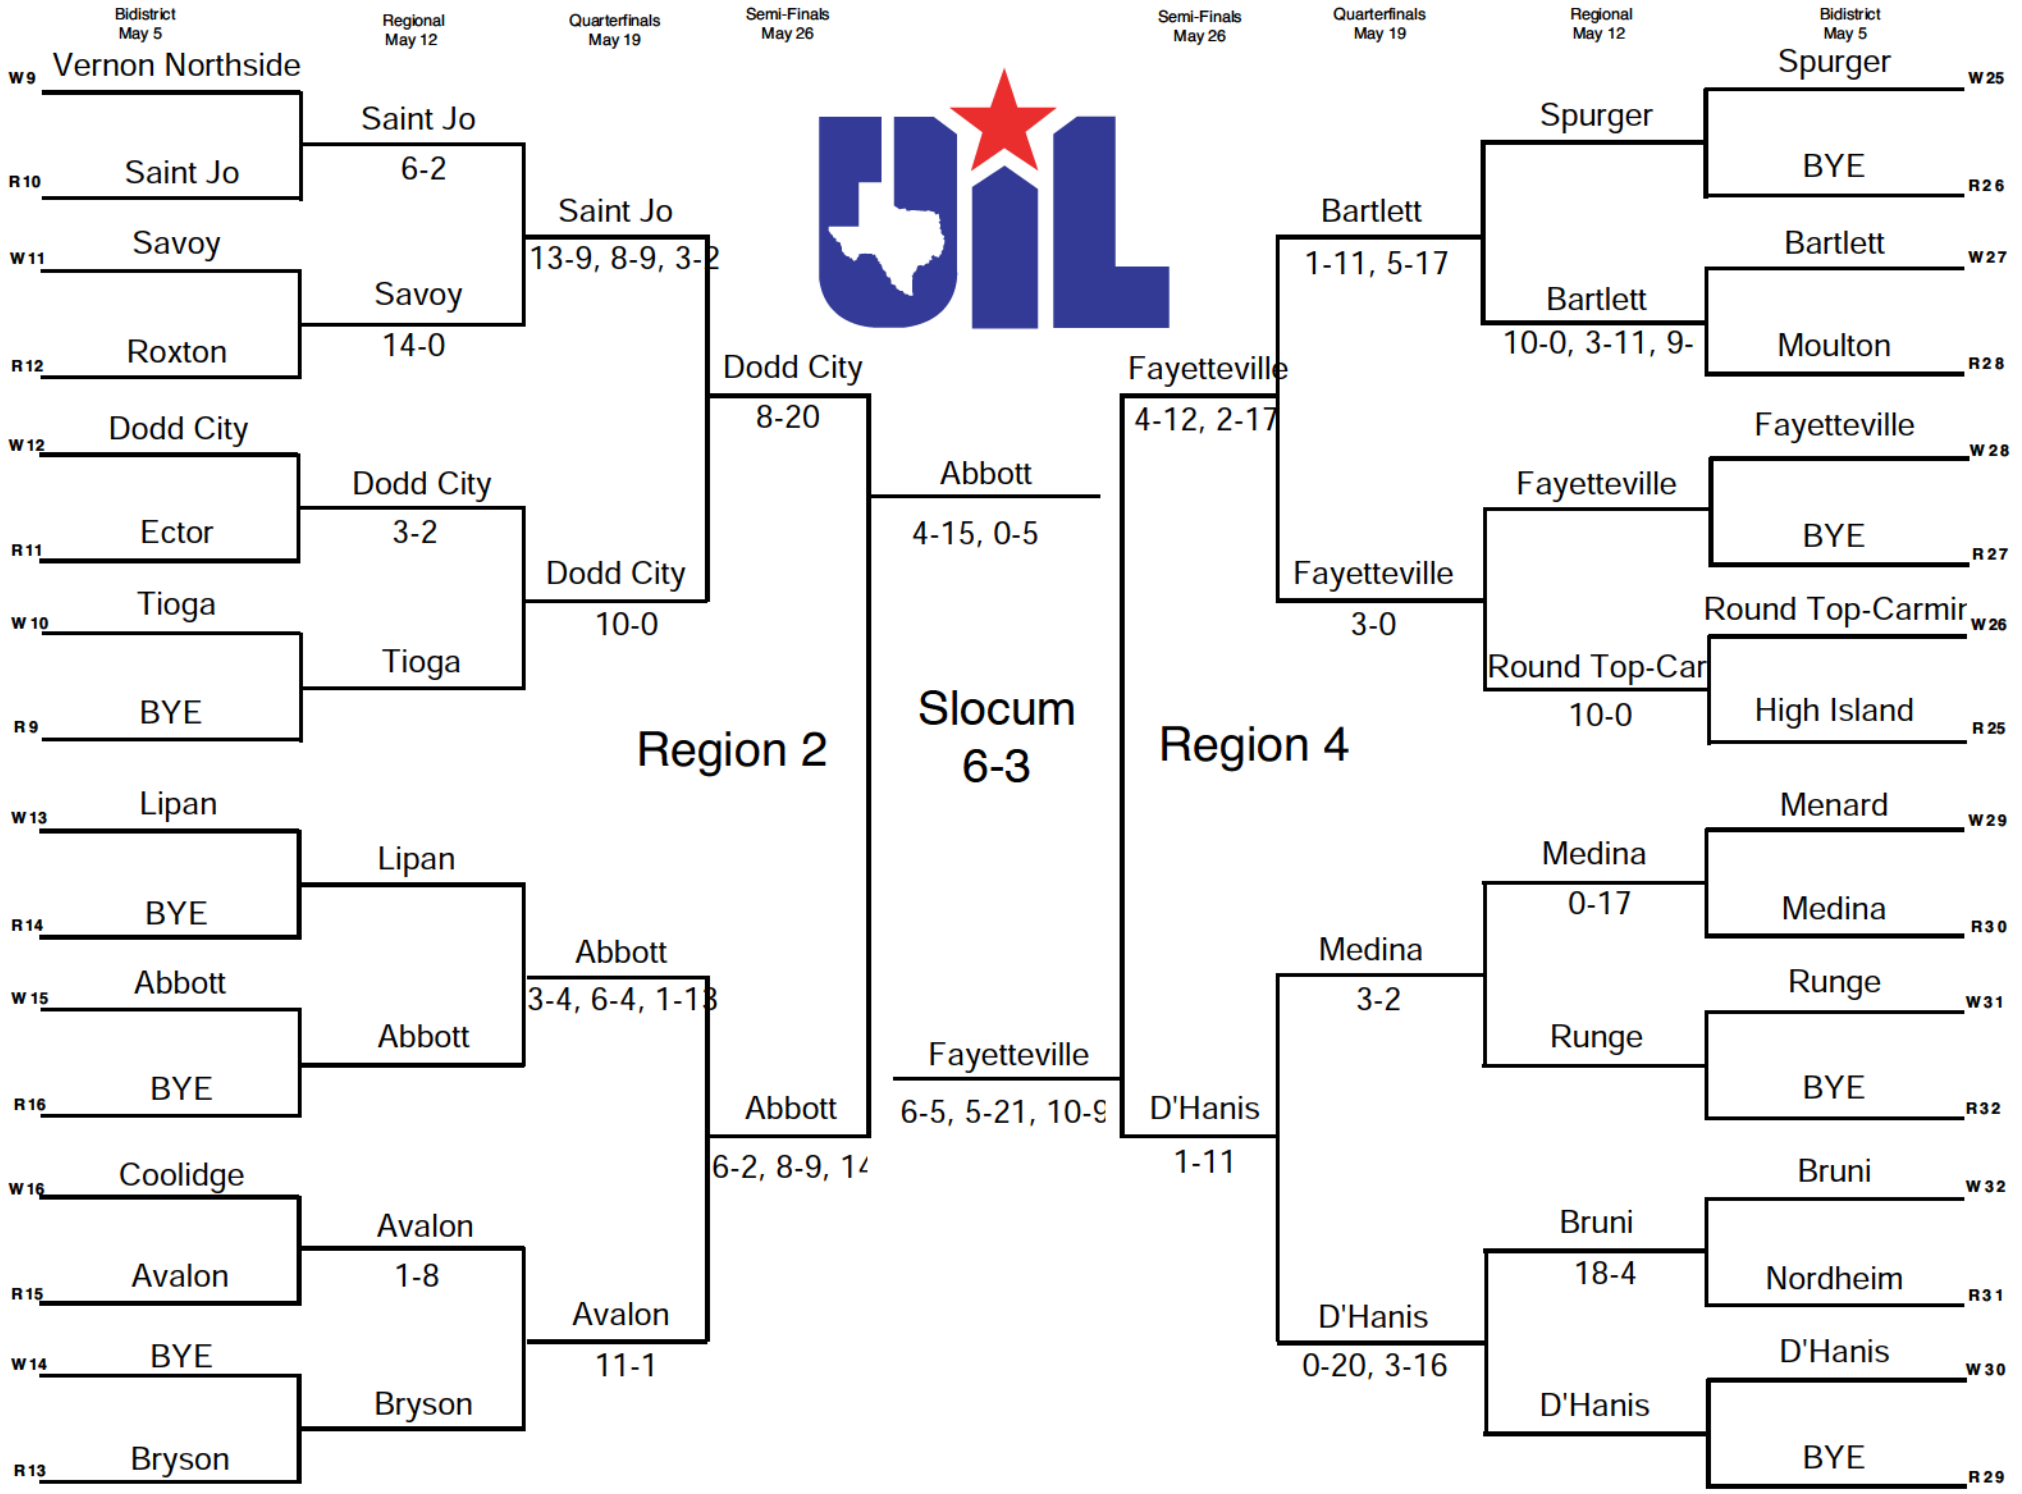 Bidistrict
May 5
Regional
May 12
Quarterfinals
May 19
Semi-Finals
May 26
Semi-Finals
May 26
Quarterfinals
May 19
Regional
May 12
Bidistrict
May 5
W9 Vernon Northside
R10 Saint Jo
W11 Savoy
R12 Roxton
W12 Dodd City
R11 Ector
W10 Tioga
R9 BYE
W13 Lipan
R14 BYE
W15 Abbott
R16 BYE
W16 Coolidge
R15 Avalon
W14 BYE
R13 Bryson
Saint Jo
6-2
Savoy
14-0
Dodd City
3-2
Tioga
Lipan
Abbott
Avalon
1-8
Bryson
Saint Jo
13-9, 8-9, 3-2
Dodd City
10-0
Abbott
3-4, 6-4, 1-13
Avalon
11-1
Dodd City
8-20
Abbott
6-2, 8-9, 14
Region 2
UIL
Abbott
4-15, 0-5
Slocum
6-3
Fayetteville
6-5, 5-21, 10-9
Region 4
Fayetteville
4-12, 2-17
D'Hanis
1-11
Bartlett
1-11, 5-17
Fayetteville
3-0
Medina
3-2
D'Hanis
0-20, 3-16
Spurger
Bartlett
10-0, 3-11, 9-
Fayetteville
Round Top-Car
10-0
Medina
0-17
Runge
Bruni
18-4
D'Hanis
Spurger W25
BYE R26
Bartlett W27
Moulton R28
Fayetteville W28
BYE R27
Round Top-Carmin W26
High Island R25
Menard W29
Medina R30
Runge W31
BYE R32
Bruni W32
Nordheim R31
D'Hanis W30
BYE R29